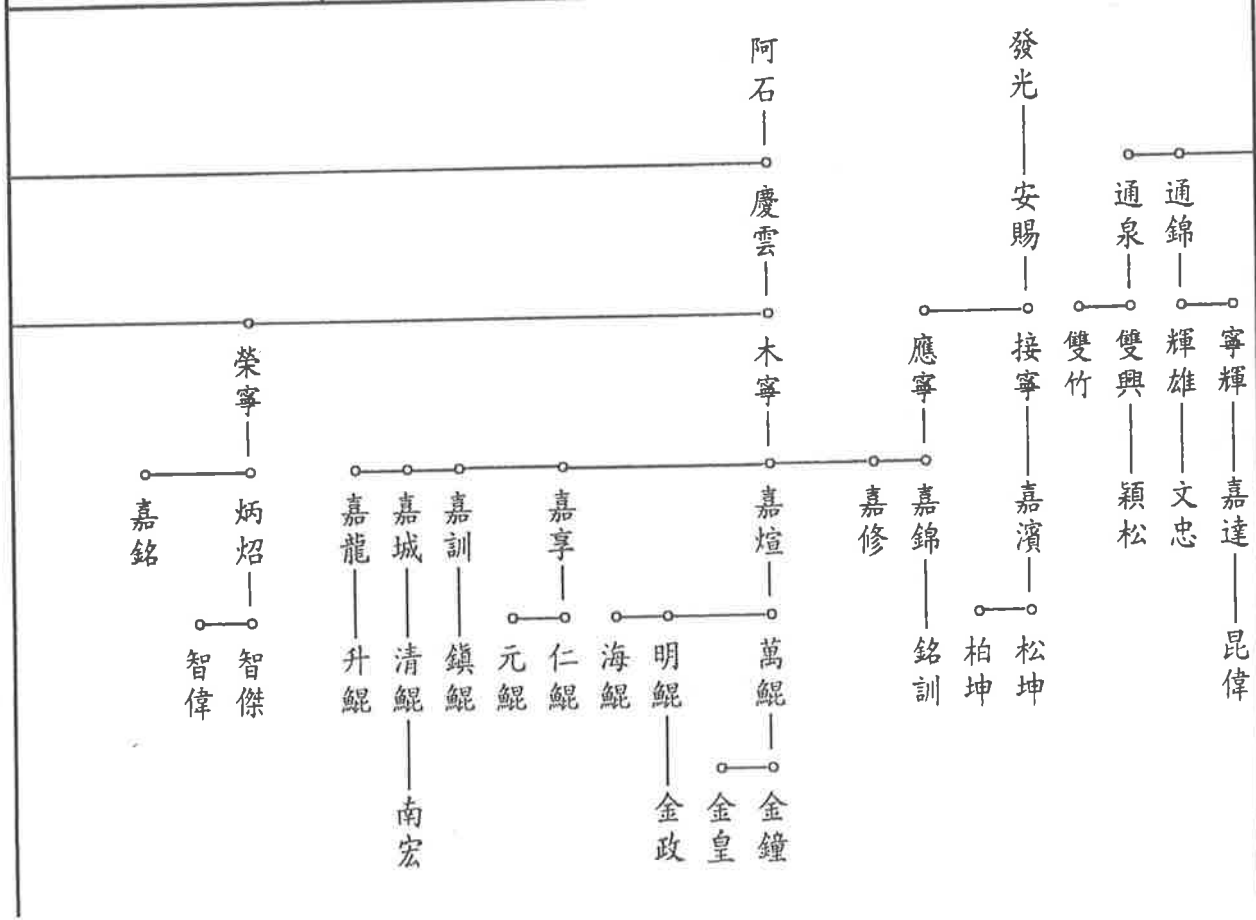 發光
阿石
通錦
通泉
安賜
慶雲
寧輝
輝雄
雙興
雙竹
接寧
應寧
木寧
榮寧
嘉達
文忠
穎松
嘉濱
嘉錦
嘉修
嘉煊
嘉享
嘉訓
嘉城
嘉龍
炳炤
嘉銘
昆偉
松坤
柏坤
銘訓
萬鯤
明鯤
海鯤
仁鯤
元鯤
鎮鯤
清鯤
升鯤
智傑
智偉
金鐘
金皇
金政
南宏